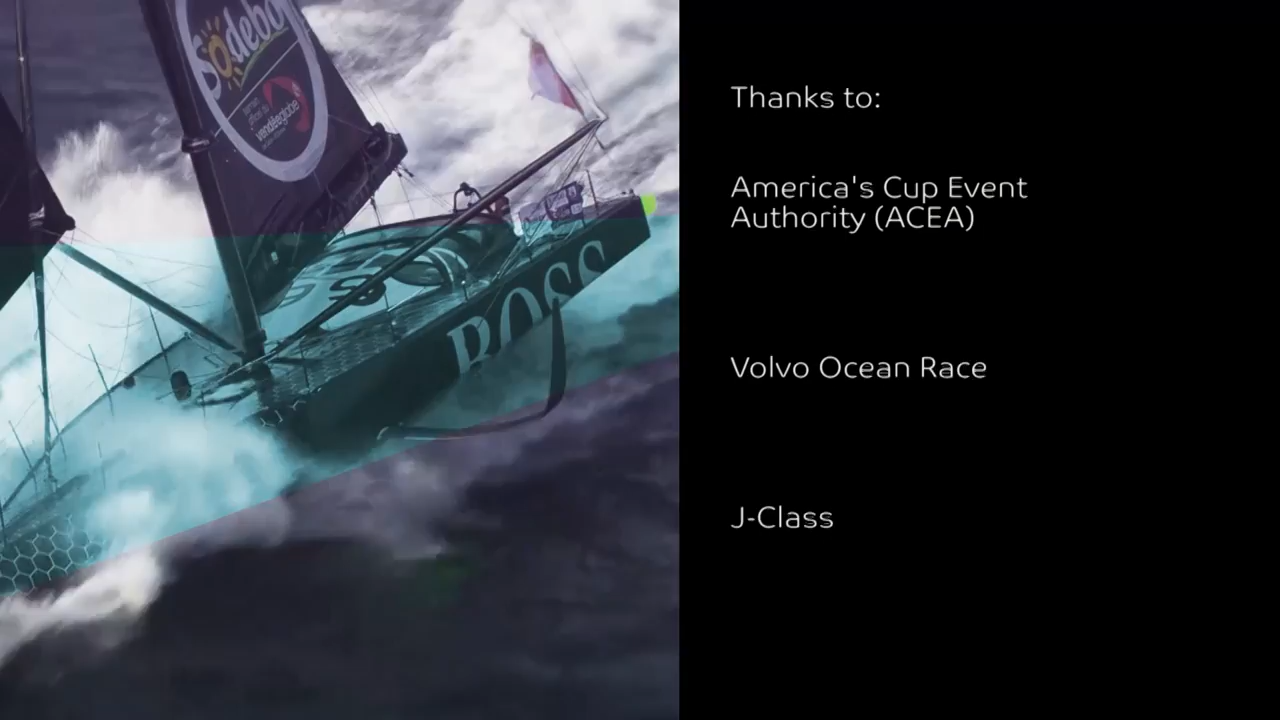 Sodebo
vendéeglobe
BOSS
Thanks to:
America's Cup Event
Authority (ACEA)
Volvo Ocean Race
J-Class